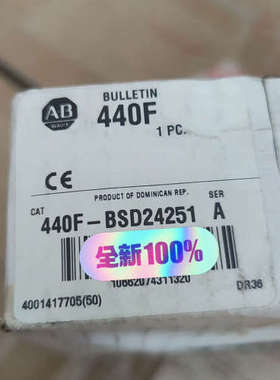 BULLETIN
AB
440F
1 PC.
CE
PRODUCT OF DOMINICAN REP.
CAT
SER
440F-BSD24251 A
全新100%
10662074311320
DR36
4001417705(50)